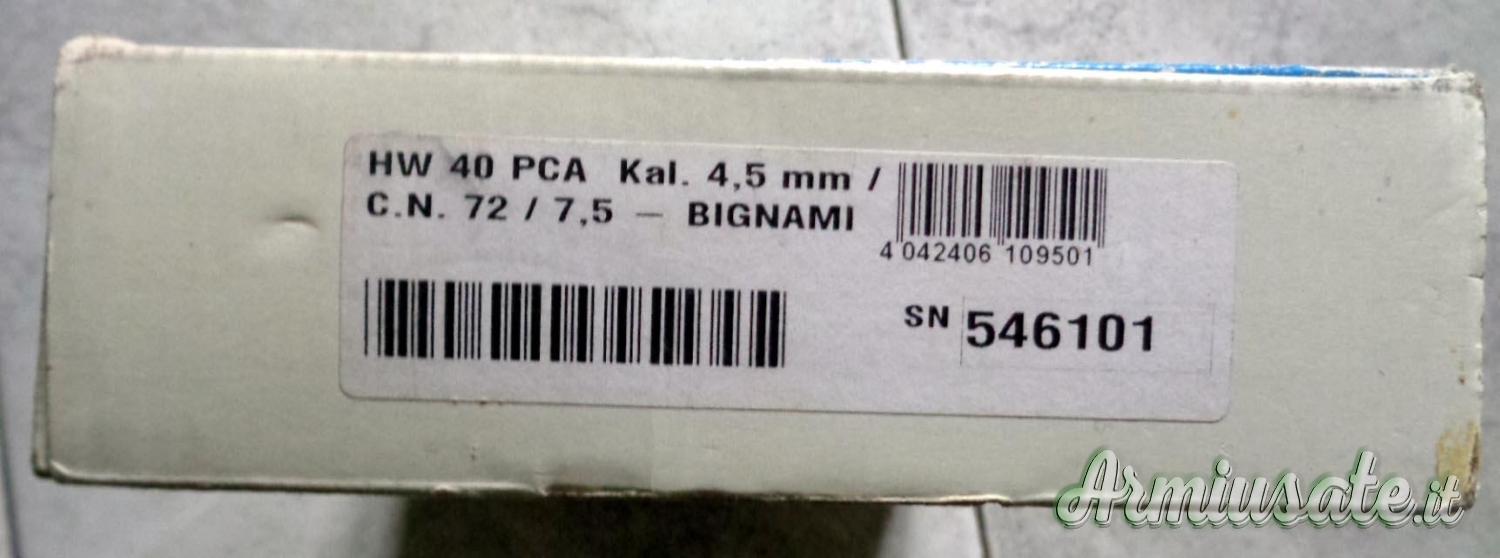 HW 40 PCA Kal. 4,5 mm /
C.N. 72 / 7,5 — BIGNAMI
4 042406 109501
SN 546101
Armiusate.it